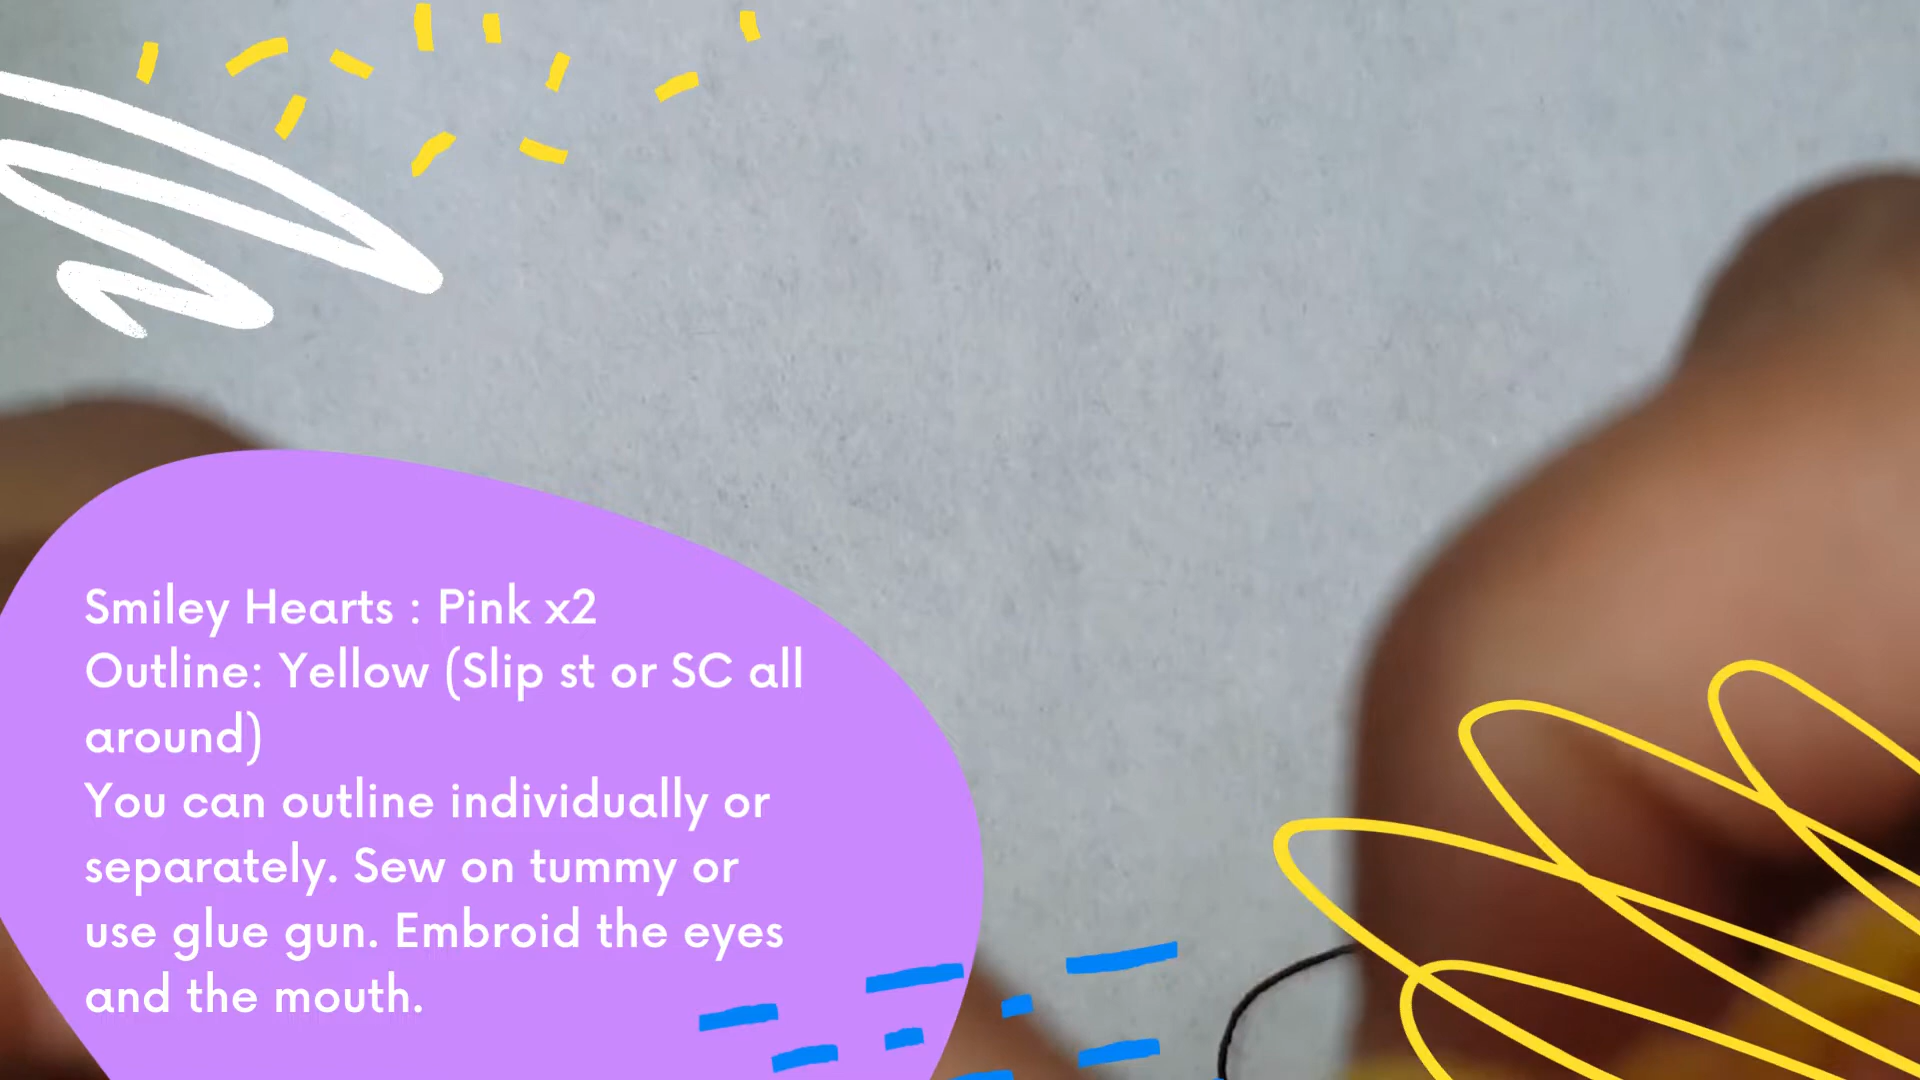 Smiley Hearts : Pink x2
Outline: Yellow (Slip st or SC all
around)
You can outline individually or
separately. Sew on tummy or
use glue gun. Embroid the eyes
and the mouth.